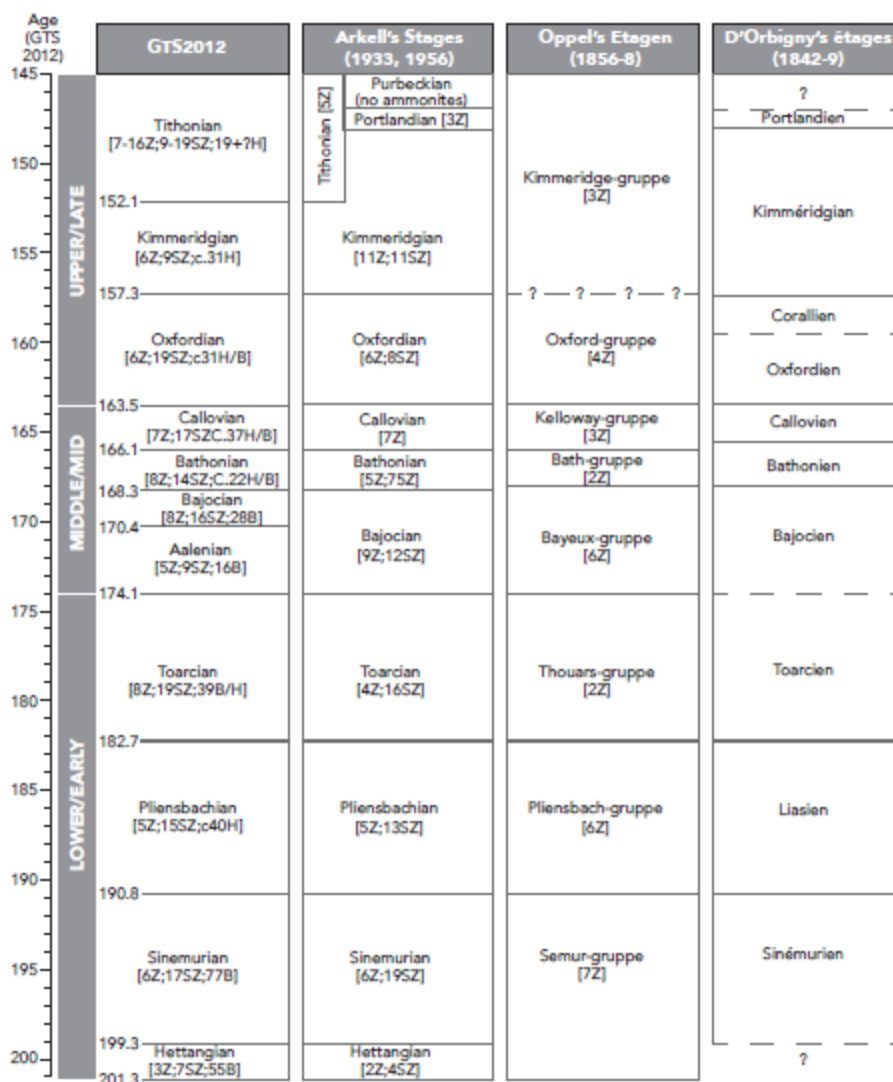 Age
(GTS
2012)
GTS2012
Arkell's Stages
(1933, 1956)
Oppel's Etagen
(1856-8)
D'Orbigny's étages
(1842-9)
145
150
155
160
165
170
175
180
185
190
195
200
UPPER/LATE
MIDDLE/MID
LOWER/EARLY
Tithonian
[7-16Z;9-19SZ;19+?H]
152.1
Kimmeridgian
[6Z;9SZ;c.31H]
157.3
Oxfordian
[6Z;19SZ;c31H/B]
163.5
Callovian
[7Z;17SZC.37H/B]
166.1
Bathonian
[8Z;14SZ;C.22H/B]
168.3
Bajocian
[8Z;16SZ;28B]
170.4
Aalenian
[5Z;9SZ;16B]
174.1
Toarcian
[8Z;19SZ;39B/H]
182.7
Pliensbachian
[5Z;15SZ;c40H]
190.8
Sinemurian
[6Z;17SZ;77B]
199.3
Hettangian
[3Z;7SZ;55B]
201.3
Tithonian [5Z]
Purbeckian
(no ammonites)
Portlandian [3Z]
Kimmeridgian
[11Z;11SZ]
Oxfordian
[6Z;8SZ]
Callovian
[7Z]
Bathonian
[5Z;75Z]
Bajocian
[9Z;12SZ]
Toarcian
[4Z;16SZ]
Pliensbachian
[5Z;13SZ]
Sinemurian
[6Z;19SZ]
Hettangian
[2Z;4SZ]
Kimmeridge-gruppe
[3Z]
? ? ? ?
Oxford-gruppe
[4Z]
Kelloway-gruppe
[3Z]
Bath-gruppe
[2Z]
Bayeux-gruppe
[6Z]
Thouars-gruppe
[2Z]
Pliensbach-gruppe
[6Z]
Semur-gruppe
[7Z]
?
Portlandien
Kimméridgian
Corallien
Oxfordien
Callovien
Bathonien
Bajocien
Toarcien
Liasien
Sinémurien
?